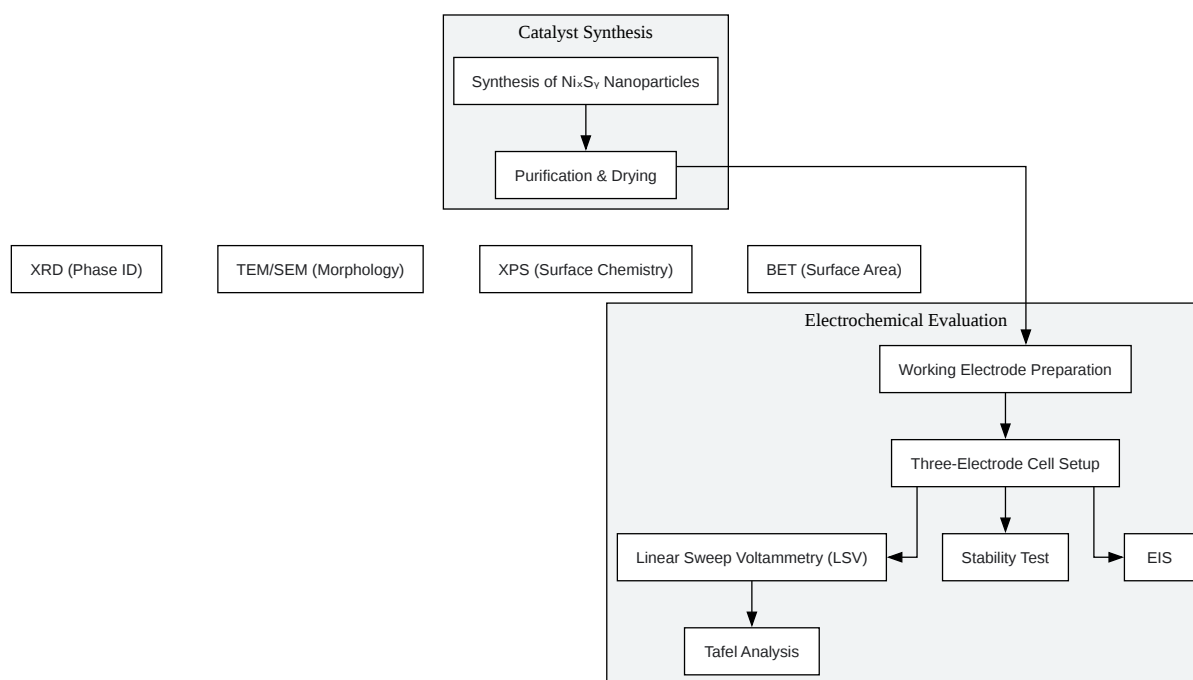 Catalyst Synthesis
Synthesis of NiₓSᵧ Nanoparticles
Purification & Drying
XRD (Phase ID)
TEM/SEM (Morphology)
XPS (Surface Chemistry)
BET (Surface Area)
Electrochemical Evaluation
Working Electrode Preparation
Three-Electrode Cell Setup
Linear Sweep Voltammetry (LSV)
Stability Test
EIS
Tafel Analysis